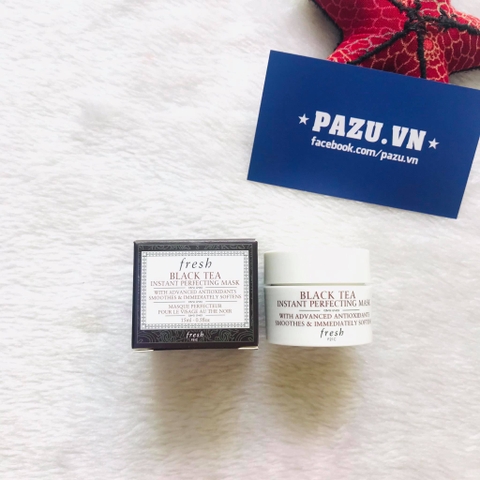 PAZU.VN
facebook.com/pazu.vn
fresh
BLACK TEA
INSTANT PERFECTING MASK
WITH ADVANCED ANTIOXIDANTS
SMOOTHES & IMMEDIATELY SOFTENS
MASQUE PERFECTEUR
POUR LE VISAGE AU THÉ NOIR
15ml
fresh
BLACK TEA
INSTANT PERFECTING MASK
WITH ADVANCED ANTIOXIDANTS
SMOOTHES & IMMEDIATELY SOFTENS
fresh